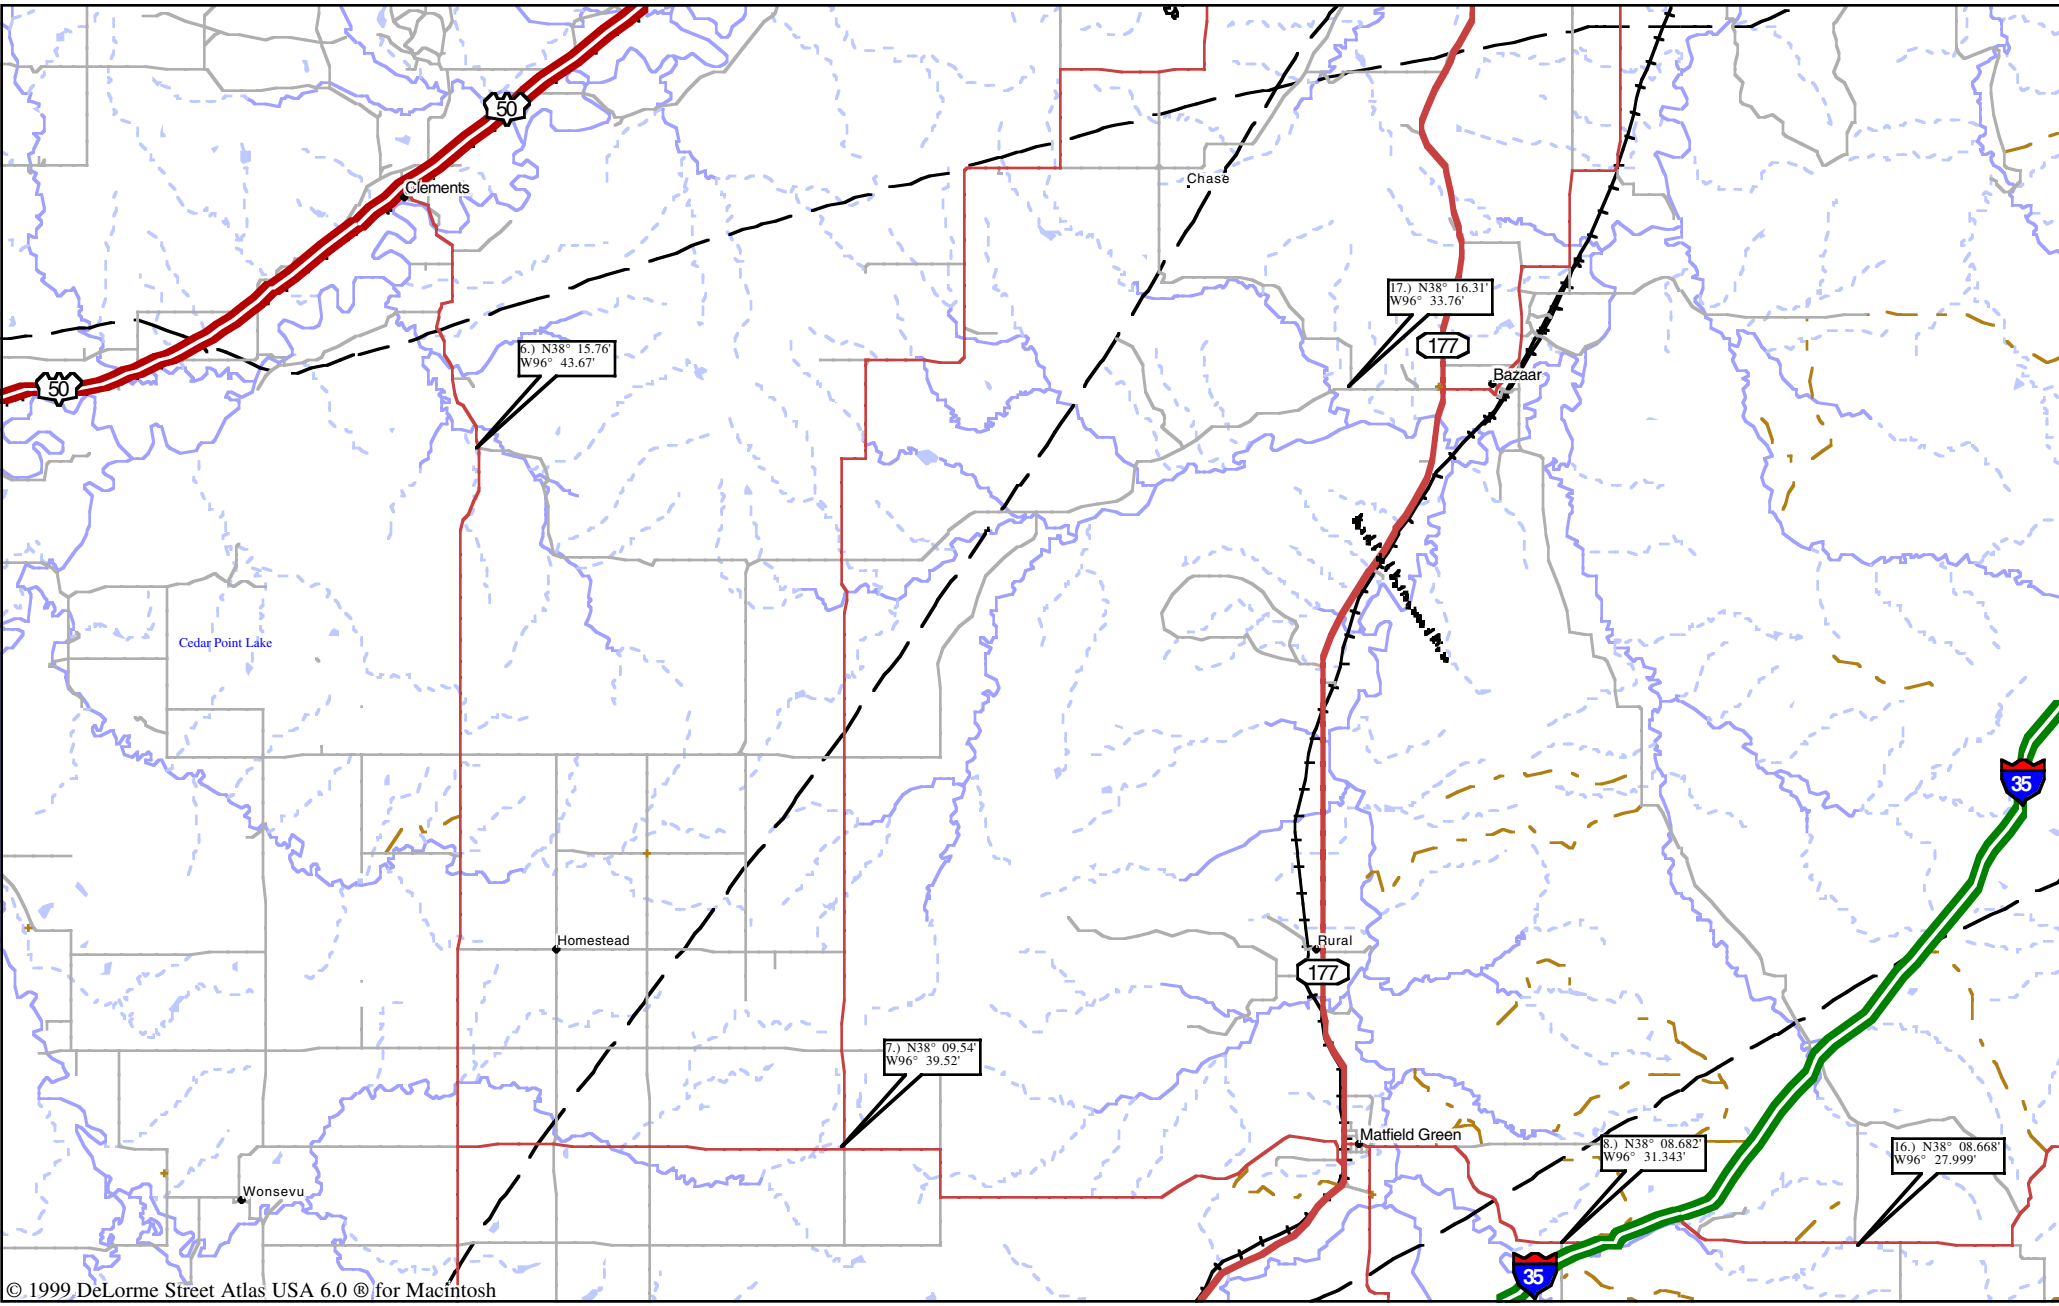 50
Clements
Chase
17.) N38° 16.31'
W96° 33.76'
177
6.) N38° 15.76'
W96° 43.67'
50
Bazaar
Cedar Point Lake
35
Homestead
Rural
177
7.) N38° 09.54'
W96° 39.52'
Matfield Green
8.) N38° 08.682'
W96° 31.343'
16.) N38° 08.668'
W96° 27.999'
Wonsevu
35
© 1999 DeLorme Street Atlas USA 6.0 ® for Macintosh